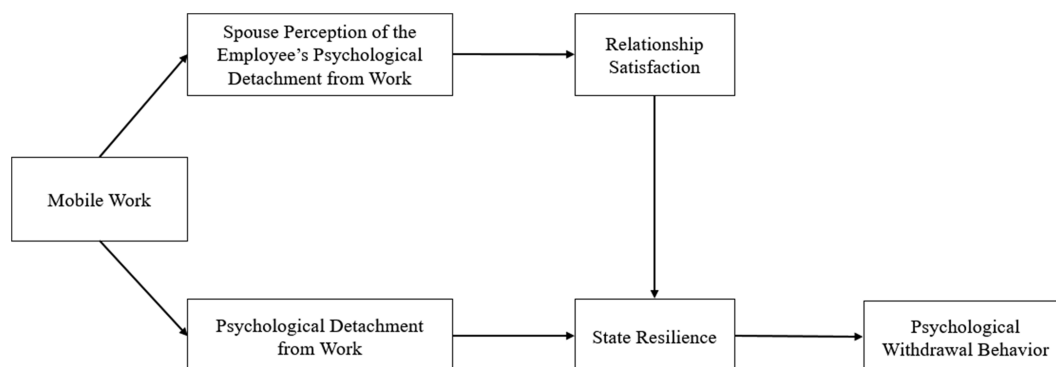 Spouse Perception of the
Employee’s Psychological
Detachment from Work
Relationship
Satisfaction
Mobile Work
Psychological Detachment
from Work
State Resilience
Psychological
Withdrawal Behavior